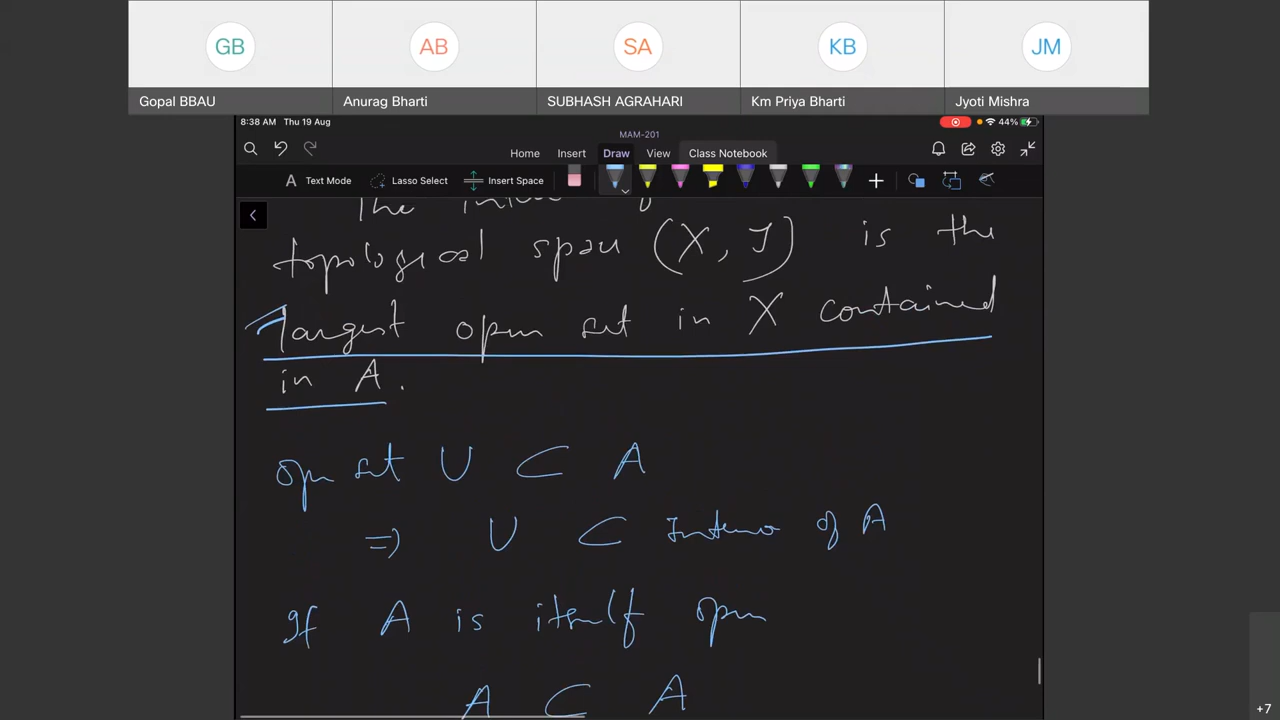 GB
AB
SA
KB
JM
Gopal BBAU
Anurag Bharti
SUBHASH AGRAHARI
Km Priya Bharti
Jyoti Mishra
8:38 AM Thu 19 Aug
44%
MAM-201
Home Insert Draw View Class Notebook
Text Mode Lasso Select Insert Space
The
topological space (X, T) is the
largest open set in X contained
in A.
open set U ⊂ A
=> U ⊂ Interior of A
If A is itself open
A ⊂ A
+7